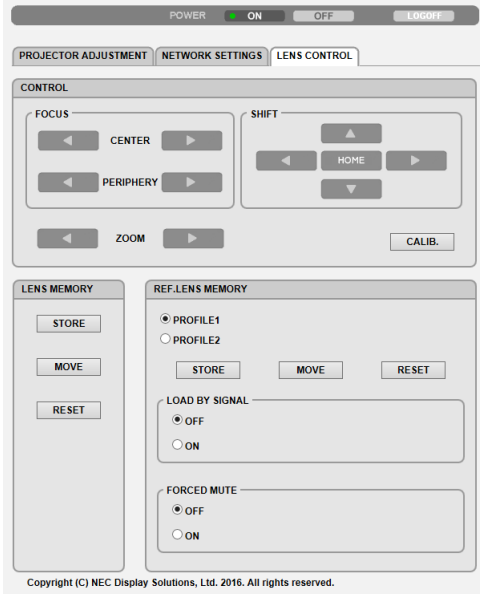 POWER ON OFF LOGOFF
PROJECTOR ADJUSTMENT NETWORK SETTINGS LENS CONTROL
CONTROL
FOCUS
CENTER
PERIPHERY
SHIFT
HOME
ZOOM
CALIB.
LENS MEMORY
STORE
MOVE
RESET
REF.LENS MEMORY
PROFILE1
PROFILE2
STORE MOVE RESET
LOAD BY SIGNAL
OFF
ON
FORCED MUTE
OFF
ON
Copyright (C) NEC Display Solutions, Ltd. 2016. All rights reserved.